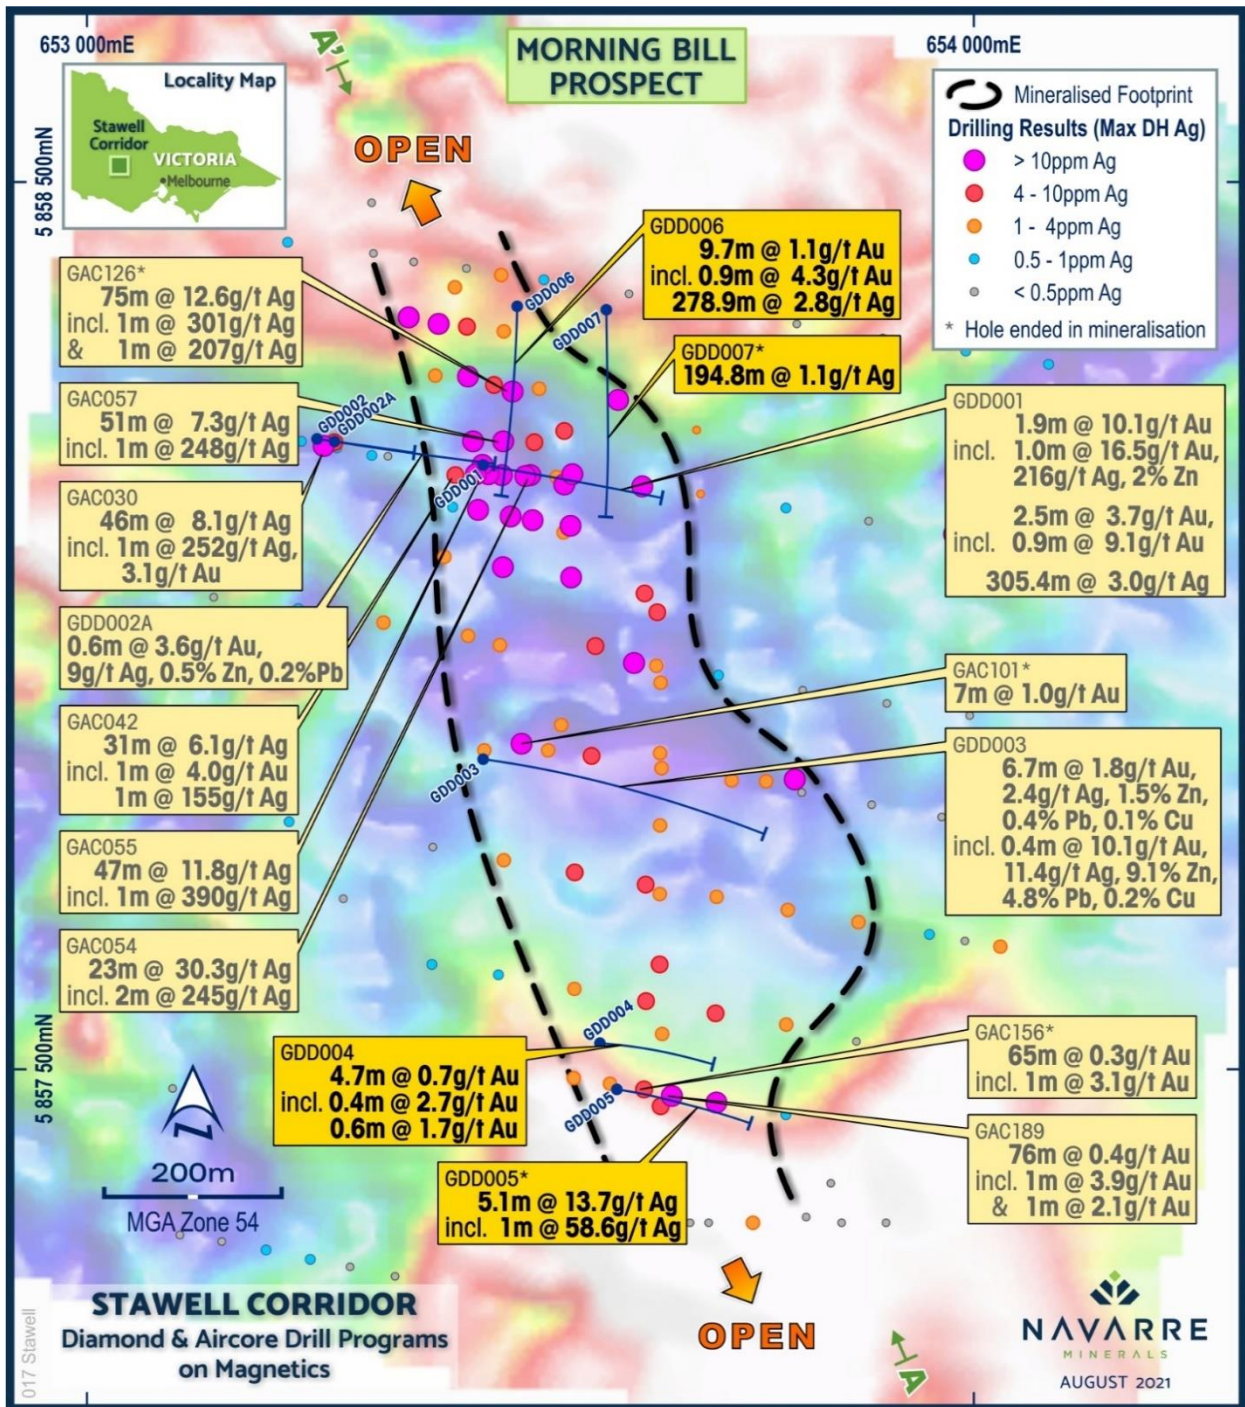 653 000mE
654 000mE
A'
MORNING BILL
PROSPECT
Locality Map
Stawell
Corridor
VICTORIA
Melbourne
OPEN
5 858 500mN
Mineralised Footprint
Drilling Results (Max DH Ag)
> 10ppm Ag
4 - 10ppm Ag
1 - 4ppm Ag
0.5 - 1ppm Ag
< 0.5ppm Ag
* Hole ended in mineralisation
GDD006
9.7m @ 1.1g/t Au
incl. 0.9m @ 4.3g/t Au
278.9m @ 2.8g/t Ag
GAC126*
75m @ 12.6g/t Ag
incl. 1m @ 301g/t Ag
& 1m @ 207g/t Ag
GDD006
GDD007
GDD007*
194.8m @ 1.1g/t Ag
GAC057
51m @ 7.3g/t Ag
incl. 1m @ 248g/t Ag
GDD002
GDD002A
GDD001
1.9m @ 10.1g/t Au
incl. 1.0m @ 16.5g/t Au,
216g/t Ag, 2% Zn
2.5m @ 3.7g/t Au,
incl. 0.9m @ 9.1g/t Au
305.4m @ 3.0g/t Ag
GDD001
GAC030
46m @ 8.1g/t Ag
incl. 1m @ 252g/t Ag,
3.1g/t Au
GDD002A
0.6m @ 3.6g/t Au,
9g/t Ag, 0.5% Zn, 0.2%Pb
GAC101*
7m @ 1.0g/t Au
GAC042
31m @ 6.1g/t Ag
incl. 1m @ 4.0g/t Au
1m @ 155g/t Ag
GDD003
GDD003
6.7m @ 1.8g/t Au,
2.4g/t Ag, 1.5% Zn,
0.4% Pb, 0.1% Cu
incl. 0.4m @ 10.1g/t Au,
11.4g/t Ag, 9.1% Zn,
4.8% Pb, 0.2% Cu
GAC055
47m @ 11.8g/t Ag
incl. 1m @ 390g/t Ag
GAC054
23m @ 30.3g/t Ag
incl. 2m @ 245g/t Ag
5 857 500mN
GDD004
GDD004
4.7m @ 0.7g/t Au
incl. 0.4m @ 2.7g/t Au
0.6m @ 1.7g/t Au
GDD005
GAC156*
65m @ 0.3g/t Au
incl. 1m @ 3.1g/t Au
GAC189
76m @ 0.4g/t Au
incl. 1m @ 3.9g/t Au
& 1m @ 2.1g/t Au
GDD005*
5.1m @ 13.7g/t Ag
incl. 1m @ 58.6g/t Ag
N
200m
MGA Zone 54
STAWELL CORRIDOR
Diamond & Aircore Drill Programs
on Magnetics
017 Stawell
OPEN
A
NAVARRE
MINERALS
AUGUST 2021